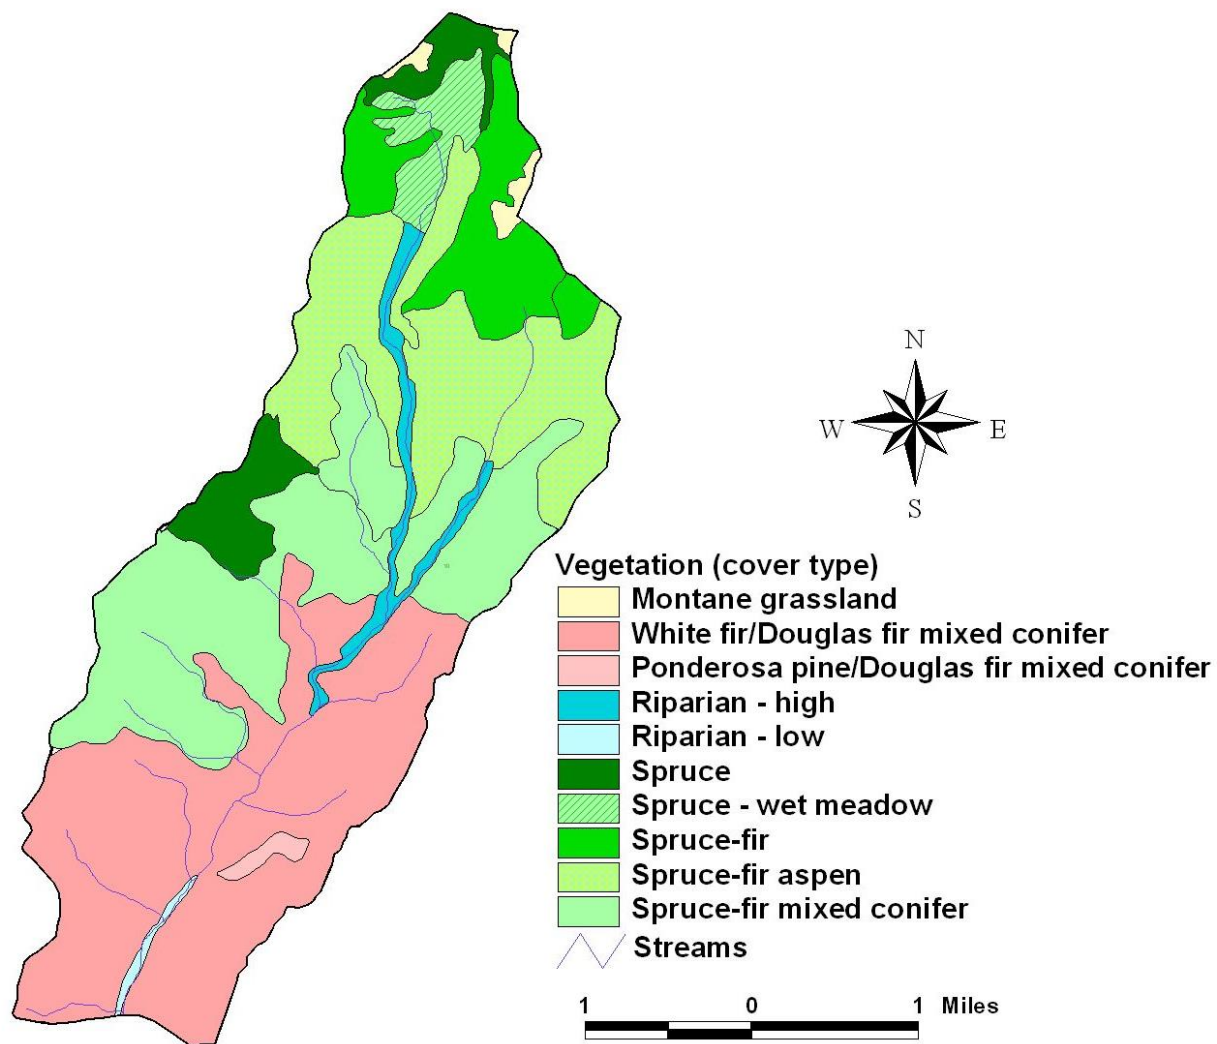 N
W E
S
Vegetation (cover type)
Montane grassland
White fir/Douglas fir mixed conifer
Ponderosa pine/Douglas fir mixed conifer
Riparian - high
Riparian - low
Spruce
Spruce - wet meadow
Spruce-fir
Spruce-fir aspen
Spruce-fir mixed conifer
Streams
1 0 1 Miles